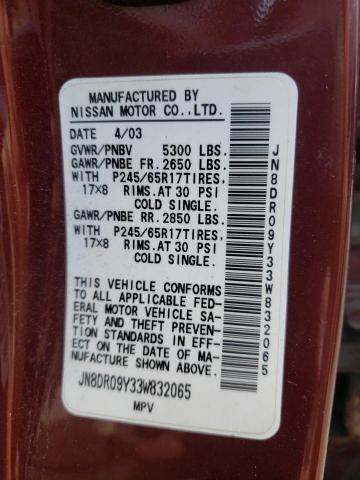 MANUFACTURED BY
NISSAN MOTOR CO.,LTD.
DATE 4/03
GVWR/PNBV 5300 LBS.
GAWR/PNBE FR. 2650 LBS.
WITH P245/65R17TIRES,
17x8 RIMS.AT 30 PSI
COLD SINGLE.
GAWR/PNBE RR. 2850 LBS.
WITH P245/65R17TIRES,
17x8 RIMS.AT 30 PSI
COLD SINGLE.
THIS VEHICLE CONFORMS
TO ALL APPLICABLE FED-
ERAL MOTOR VEHICLE SA-
FETY AND THEFT PREVENTION
STANDARDS IN EFF-
ECT ON THE DATE OF MA-
NUFACTURE SHOWN ABOVE.
JN8DR09Y33W832065
MPV
JN8DR09Y33W832065